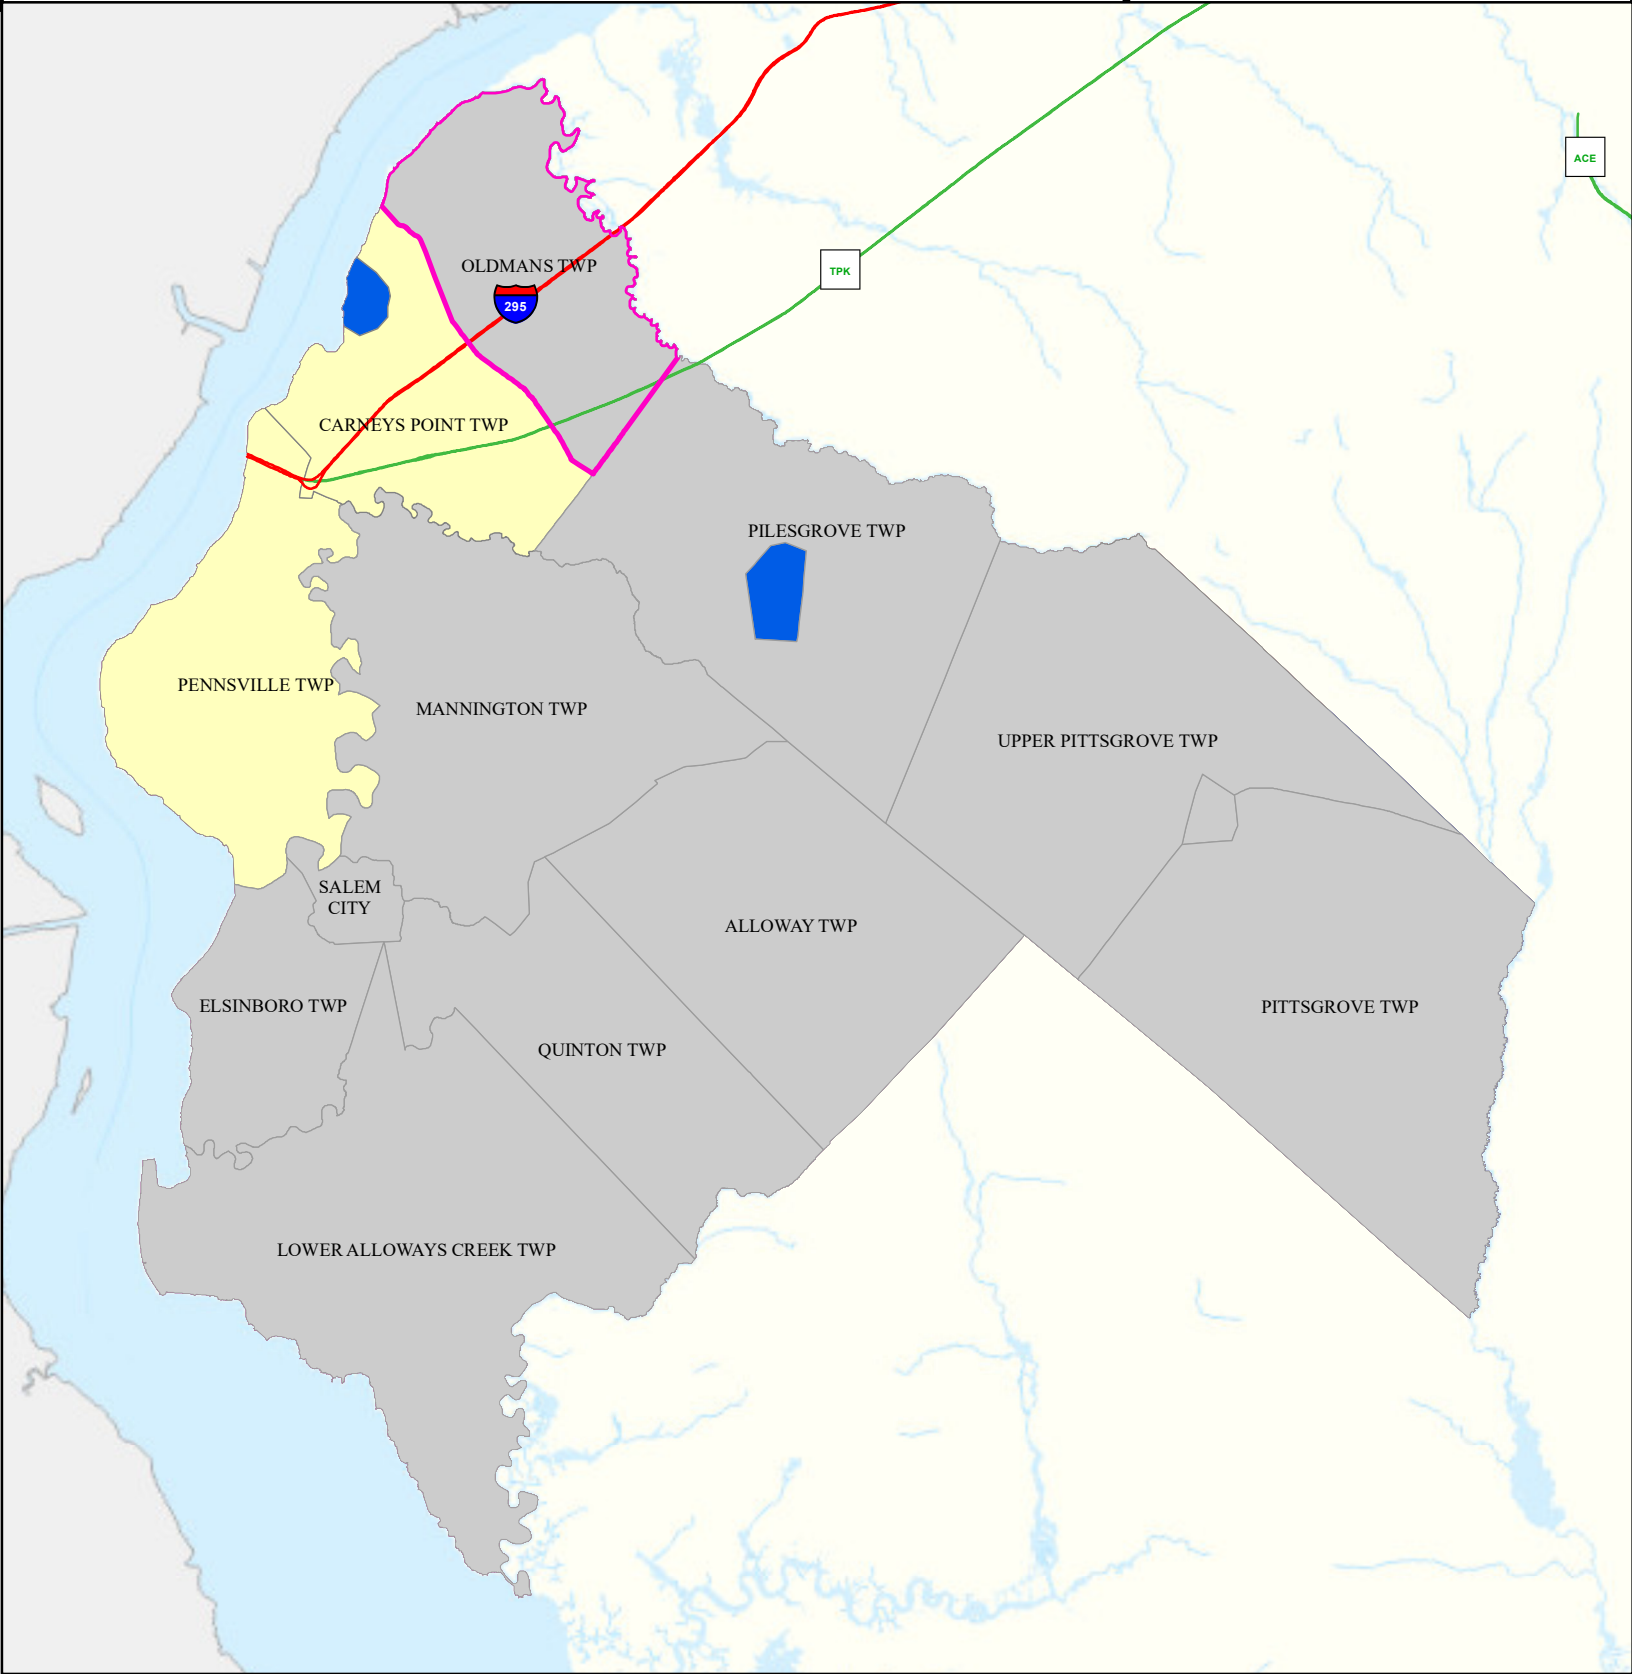 ACE
OLDMANS TWP
TPK
295
CARNEYS POINT TWP
PILESGROVE TWP
PENNSVILLE TWP
MANNINGTON TWP
UPPER PITTSGROVE TWP
SALEM
CITY
ALLOWAY TWP
ELSINBORO TWP
PITTSGROVE TWP
QUINTON TWP
LOWER ALLOWAYS CREEK TWP